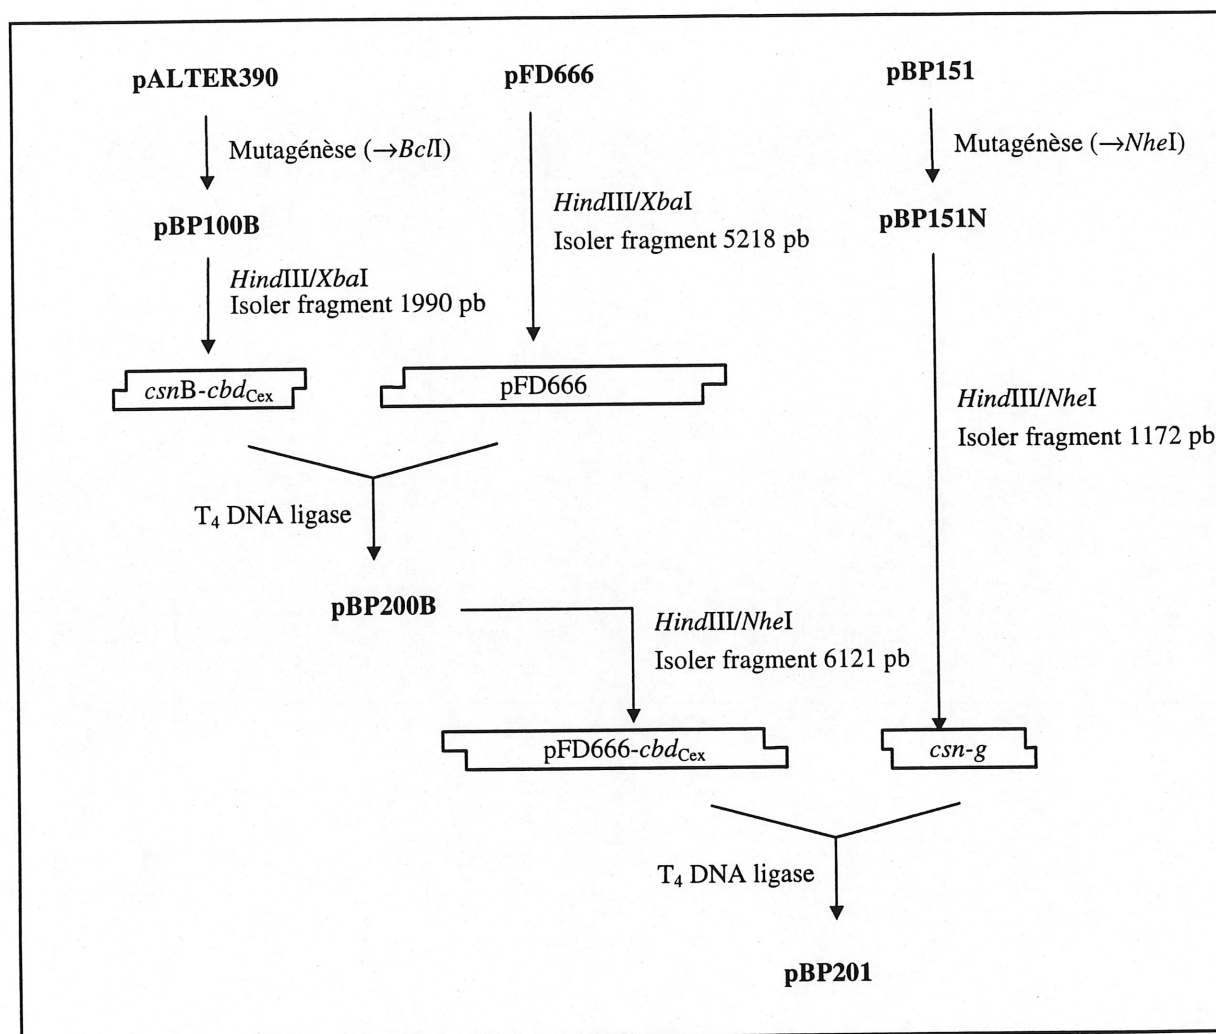 pALTER390
pFD666
pBP151
Mutagénèse (→BclI)
Mutagénèse (→NheI)
HindIII/XbaI
Isoler fragment 5218 pb
pBP100B
pBP151N
HindIII/XbaI
Isoler fragment 1990 pb
csnB-cbdCex
pFD666
HindIII/NheI
Isoler fragment 1172 pb
T4 DNA ligase
pBP200B
HindIII/NheI
Isoler fragment 6121 pb
pFD666-cbdCex
csn-g
T4 DNA ligase
pBP201